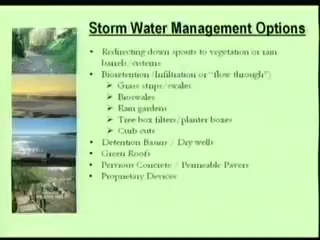 Storm Water Management Options
• Redirecting down spouts to vegetation or rain
barrels/cisterns
• Bioretention/Infiltration or "flow through")
➢ Grass strips/swales
➢ Bioswales
➢ Rain gardens
➢ Tree box filters/planter boxes
➢ Curb cuts
• Detention Basins / Dry wells
• Green Roofs
• Pervious Concrete / Permeable Pavers
• Proprietary Devices